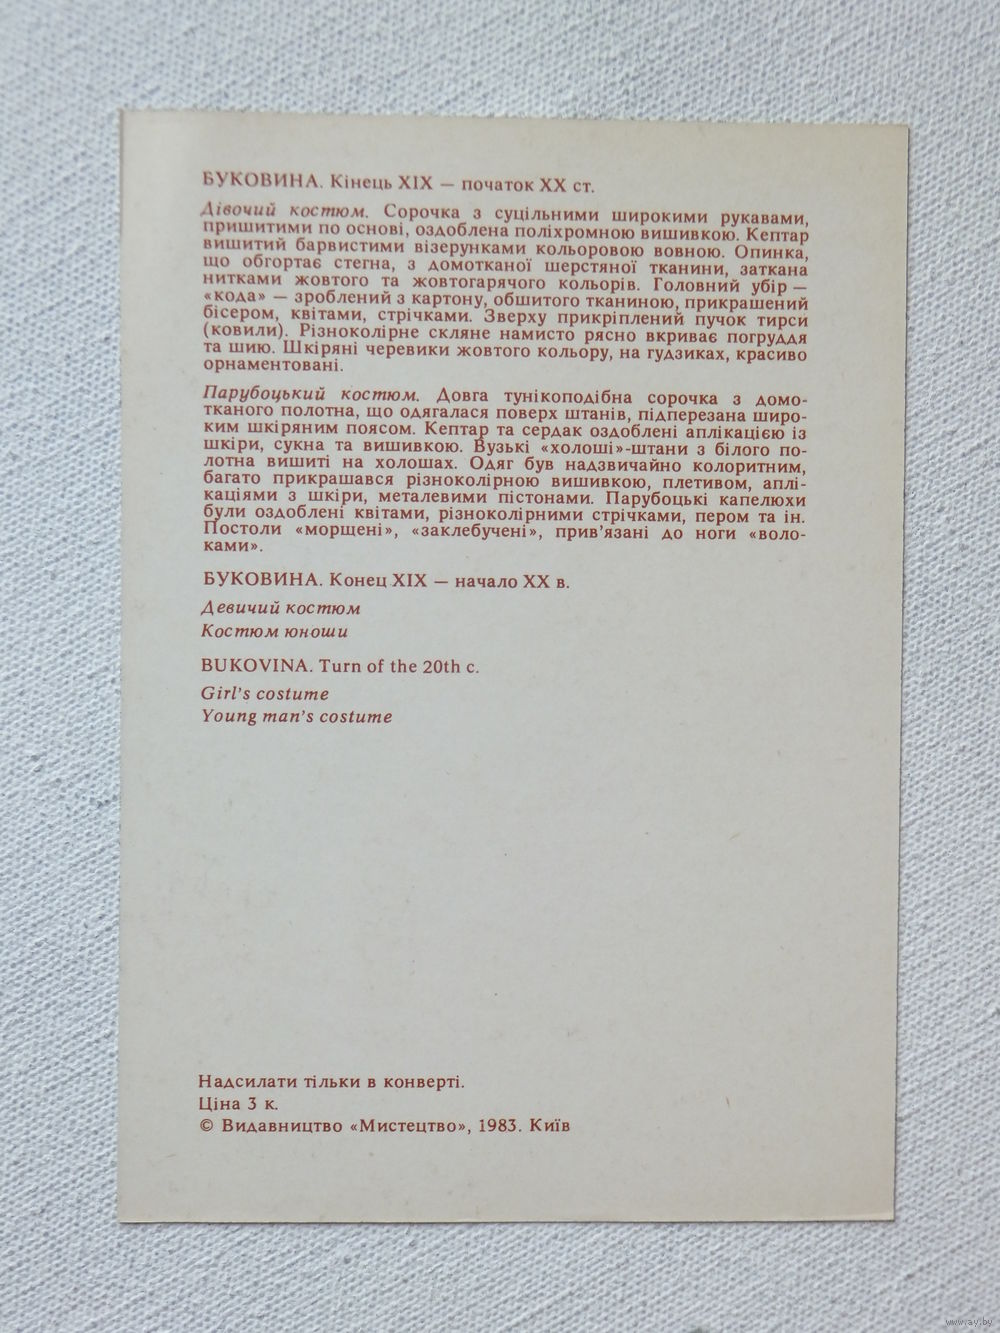 БУКОВИНА. Кінець XIX — початок XX ст.
Дівочий костюм. Сорочка з суцільними широкими рукавами,
пришитими по основі, оздоблена поліхромною вишивкою. Кептар
вишитий барвистими візерунками кольоровою вовною. Опинка,
що обгортає стегна, з домотканої шерстяної тканини, заткана
нитками жовтого та жовтогарячого кольорів. Головний убір —
«кода» — зроблений з картону, обшитого тканиною, прикрашений
бісером, квітами, стрічками. Зверху прикріплений пучок тирси
(ковили). Різноколірне скляне намисто рясно вкриває погруддя
та шию. Шкіряні черевики жовтого кольору, на гудзиках, красиво
орнаментовані.
Парубоцький костюм. Довга тунікоподібна сорочка з домо-
тканого полотна, що одягалася поверх штанів, підперезана широ-
ким шкіряним поясом. Кептар та сердак оздоблені аплікацією із
шкіри, сукна та вишивкою. Вузькі «холоші»-штани з білого по-
лотна вишиті на холошах. Одяг був надзвичайно колоритним,
багато прикрашався різноколірною вишивкою, плетивом, аплі-
каціями з шкіри, металевими пістонами. Парубоцькі капелюхи
були оздоблені квітами, різноколірними стрічками, пером та ін.
Постоли «морщені», «заклебучені», прив'язані до ноги «воло-
ками».
БУКОВИНА. Конец XIX — начало XX в.
Девичий костюм
Костюм юноши
BUKOVINA. Turn of the 20th c.
Girl's costume
Young man's costume
Надсилати тільки в конверті.
Ціна 3 к.
© Видавництво «Мистецтво», 1983. Київ
www.ay.by